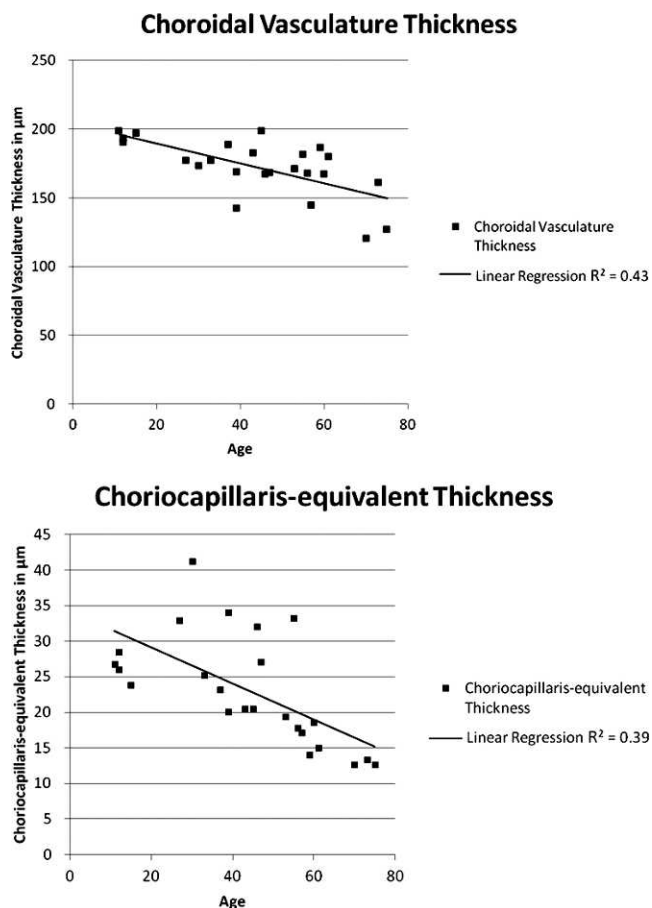 Choroidal Vasculature Thickness
Choroidal Vasculature Thickness in µm
250
200
150
100
50
0
0 20 40 60 80
Age
Choroidal Vasculature
Thickness
Linear Regression R² = 0.43
Choriocapillaris-equivalent Thickness
Choriocapillaris-equivalent Thickness in µm
45
40
35
30
25
20
15
10
5
0
0 20 40 60 80
Age
Choriocapillaris-equivalent
Thickness
Linear Regression R² = 0.39